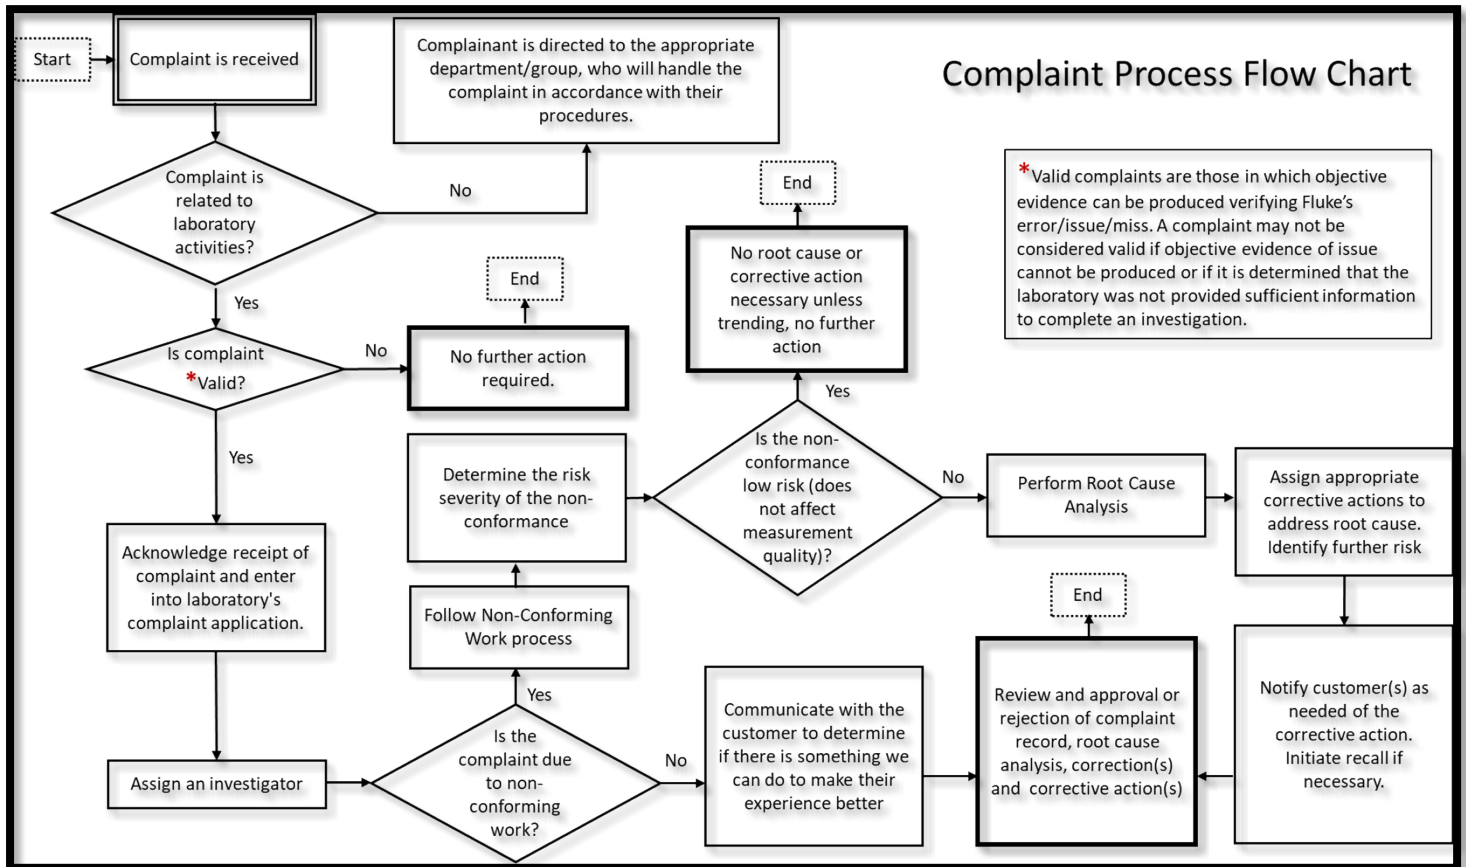 Complaint Process Flow Chart
Start
Complaint is received
Complainant is directed to the appropriate
department/group, who will handle the
complaint in accordance with their
procedures.
Complaint is
related to
laboratory
activities?
No
Yes
*Valid complaints are those in which objective
evidence can be produced verifying Fluke's
error/issue/miss. A complaint may not be
considered valid if objective evidence of issue
cannot be produced or if it is determined that the
laboratory was not provided sufficient information
to complete an investigation.
Is complaint
*Valid?
No
No further action
required.
End
Yes
Acknowledge receipt of
complaint and enter
into laboratory's
complaint application.
Assign an investigator
Is the
complaint due
to non-
conforming
work?
Yes
Follow Non-Conforming
Work process
Determine the risk
severity of the non-
conformance
Is the non-
conformance
low risk (does
not affect
measurement
quality)?
Yes
No root cause or
corrective action
necessary unless
trending, no further
action
End
No
Perform Root Cause
Analysis
Assign appropriate
corrective actions to
address root cause.
Identify further risk
Notify customer(s) as
needed of the
corrective action.
Initiate recall if
necessary.
No
Communicate with the
customer to determine
if there is something we
can do to make their
experience better
Review and approval or
rejection of complaint
record, root cause
analysis, correction(s)
and corrective action(s)
End